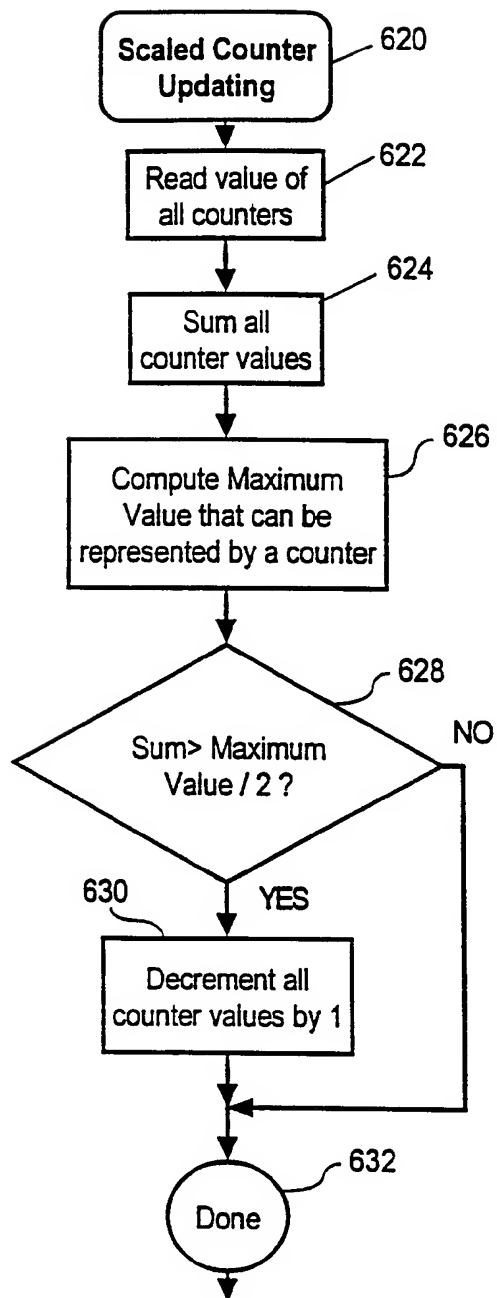 Scaled Counter
Updating
620
Read value of
all counters
622
Sum all
counter values
624
Compute Maximum
Value that can be
represented by a counter
626
Sum> Maximum
Value / 2 ?
628
NO
YES
630
Decrement all
counter values by 1
Done
632